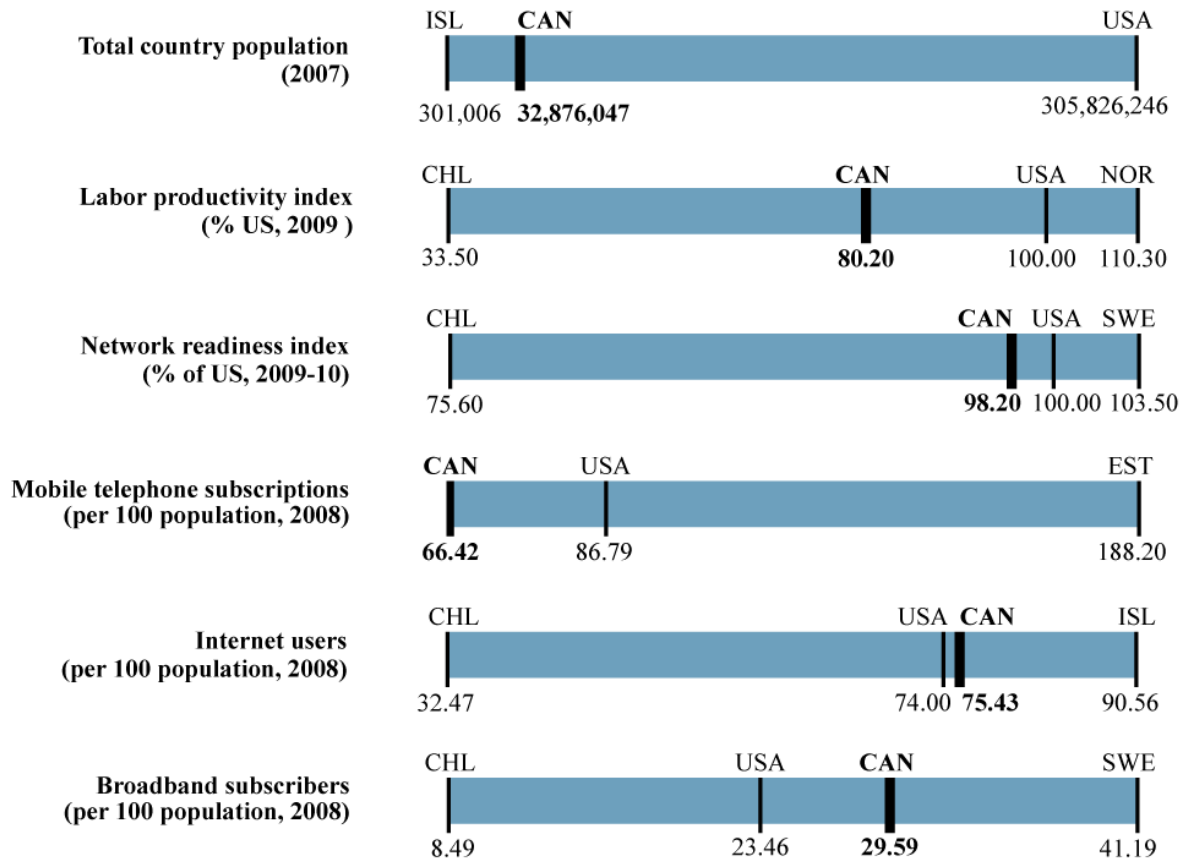 ISL CAN USA
Total country population
(2007)
301,006 32,876,047 305,826,246
CHL CAN USA NOR
Labor productivity index
(% US, 2009 )
33.50 80.20 100.00 110.30
CHL CAN USA SWE
Network readiness index
(% of US, 2009-10)
75.60 98.20 100.00 103.50
CAN USA EST
Mobile telephone subscriptions
(per 100 population, 2008)
66.42 86.79 188.20
CHL USA CAN ISL
Internet users
(per 100 population, 2008)
32.47 74.00 75.43 90.56
CHL USA CAN SWE
Broadband subscribers
(per 100 population, 2008)
8.49 23.46 29.59 41.19